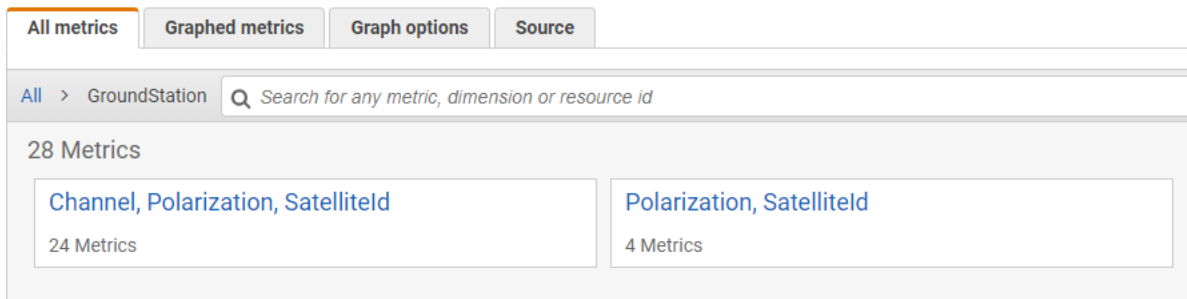 All metrics Graphed metrics Graph options Source
All > GroundStation Search for any metric, dimension or resource id
28 Metrics
Channel, Polarization, SatelliteId Polarization, SatelliteId
24 Metrics 4 Metrics